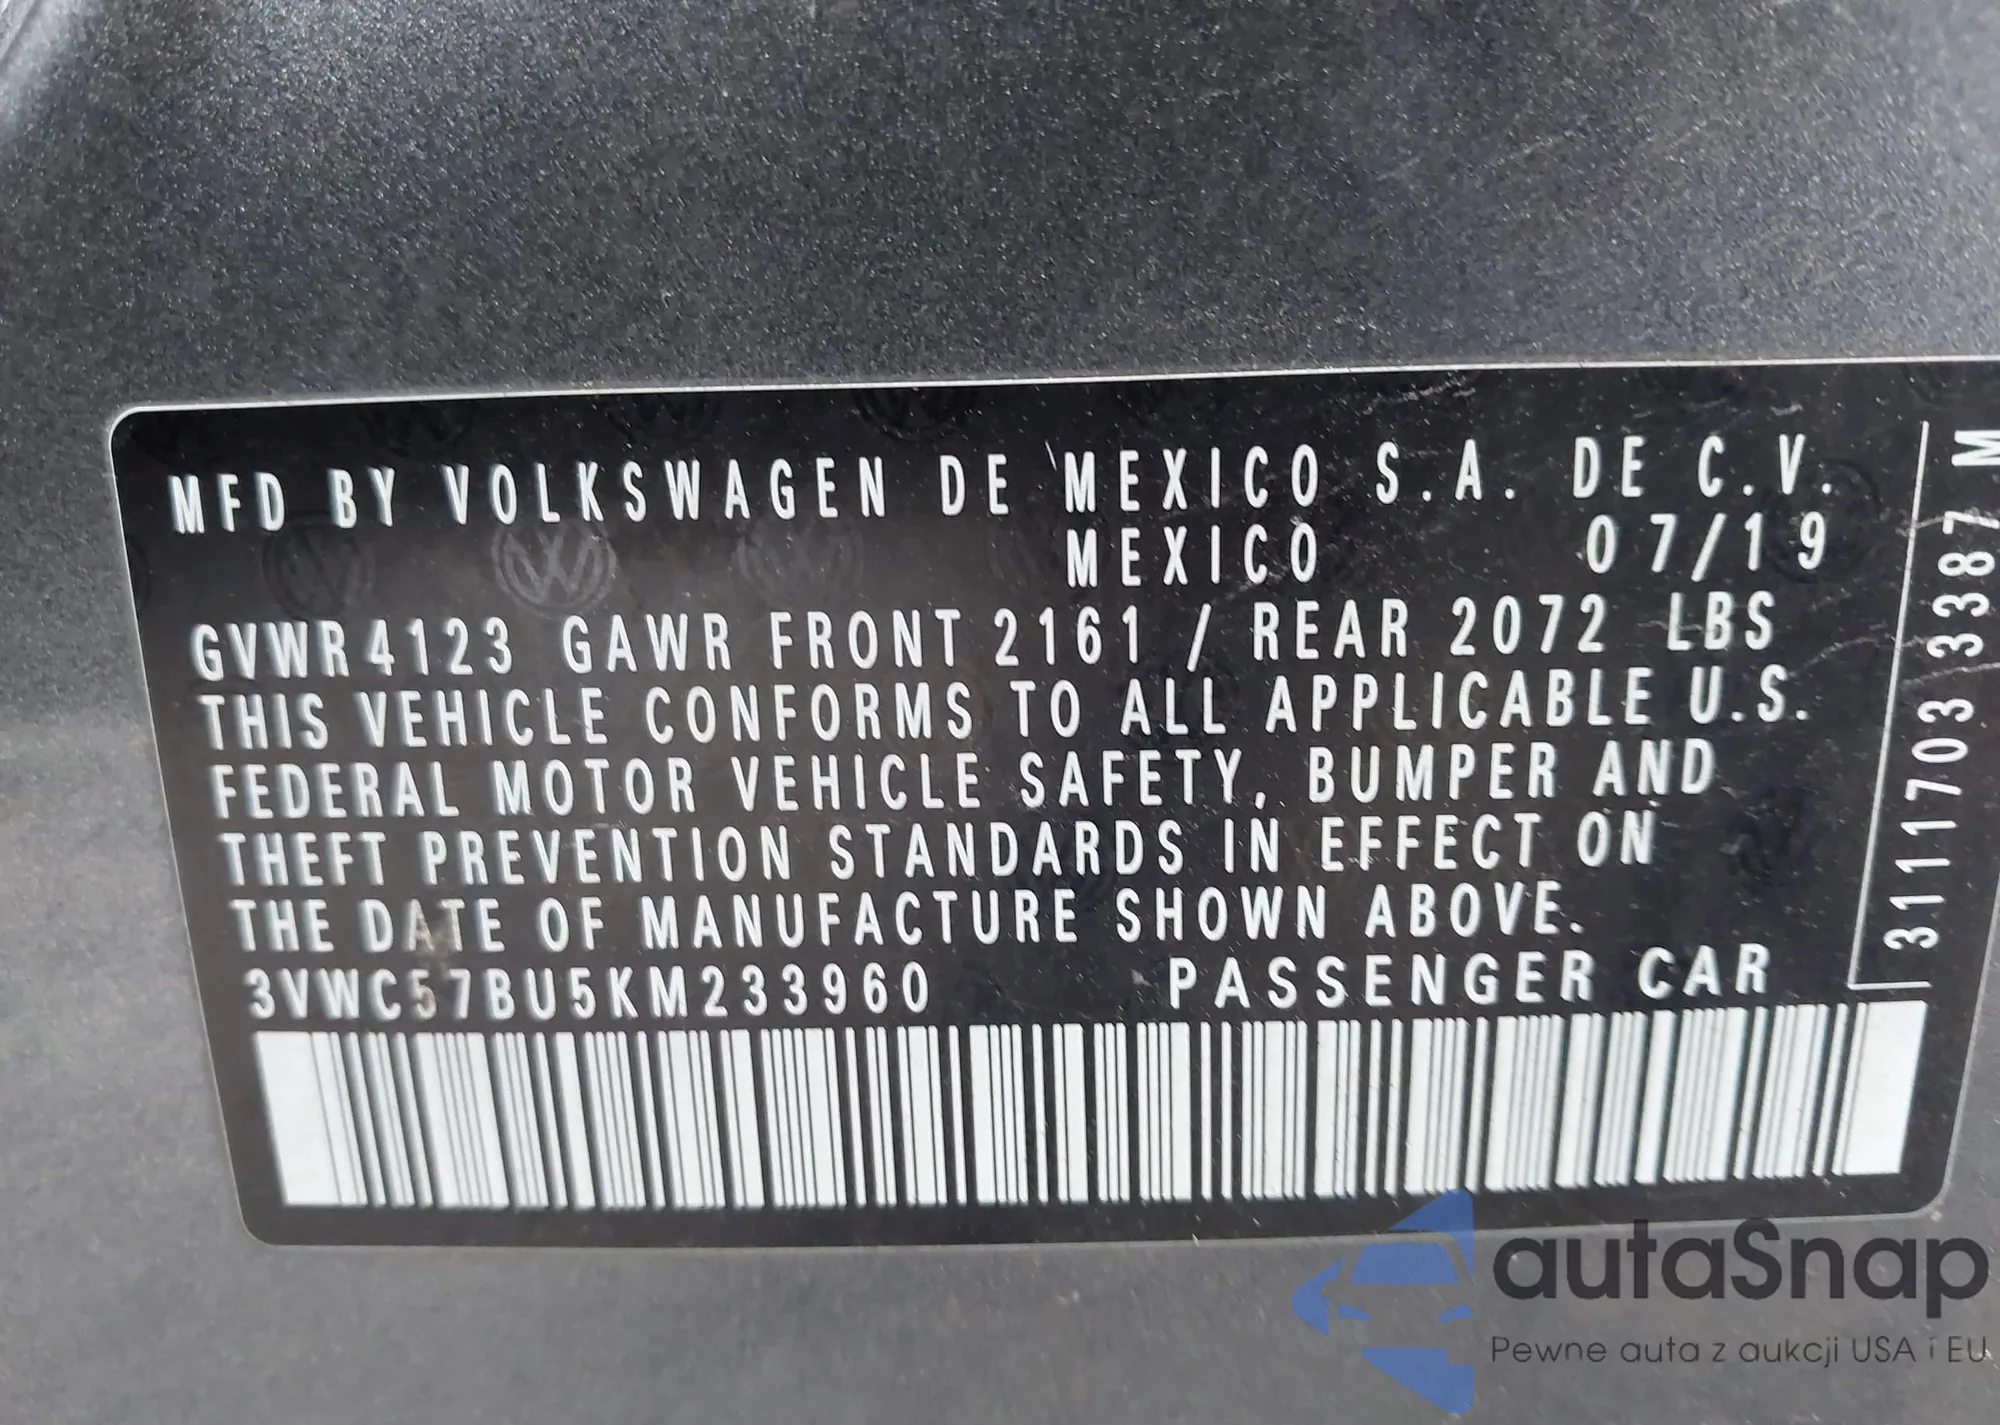 MFD BY VOLKSWAGEN DE MEXICO S.A. DE C.V.
MEXICO 07/19
GVWR 4123 GAWR FRONT 2161 / REAR 2072 LBS
THIS VEHICLE CONFORMS TO ALL APPLICABLE U.S.
FEDERAL MOTOR VEHICLE SAFETY, BUMPER AND
THEFT PREVENTION STANDARDS IN EFFECT ON
THE DATE OF MANUFACTURE SHOWN ABOVE.
3VWC57BU5KM233960 PASSENGER CAR
3111703 3387 M
autaSnap
Pewne auta z aukcji USA i EU